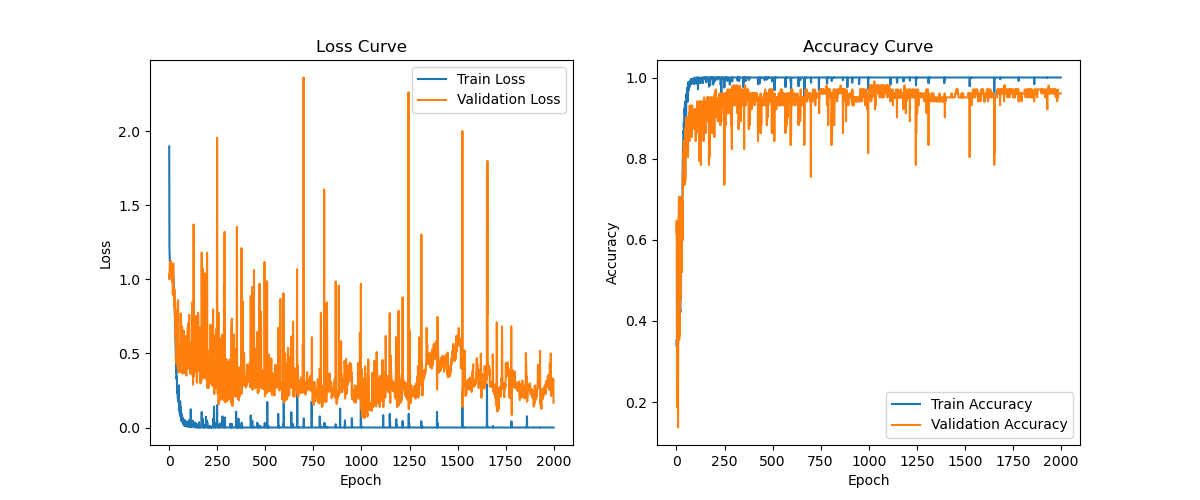 Loss Curve
Train Loss
Validation Loss
2.0
1.5
1.0
0.5
0.0
Loss
0 250 500 750 1000 1250 1500 1750 2000
Epoch
Accuracy Curve
1.0
0.8
0.6
0.4
0.2
Accuracy
Train Accuracy
Validation Accuracy
0 250 500 750 1000 1250 1500 1750 2000
Epoch